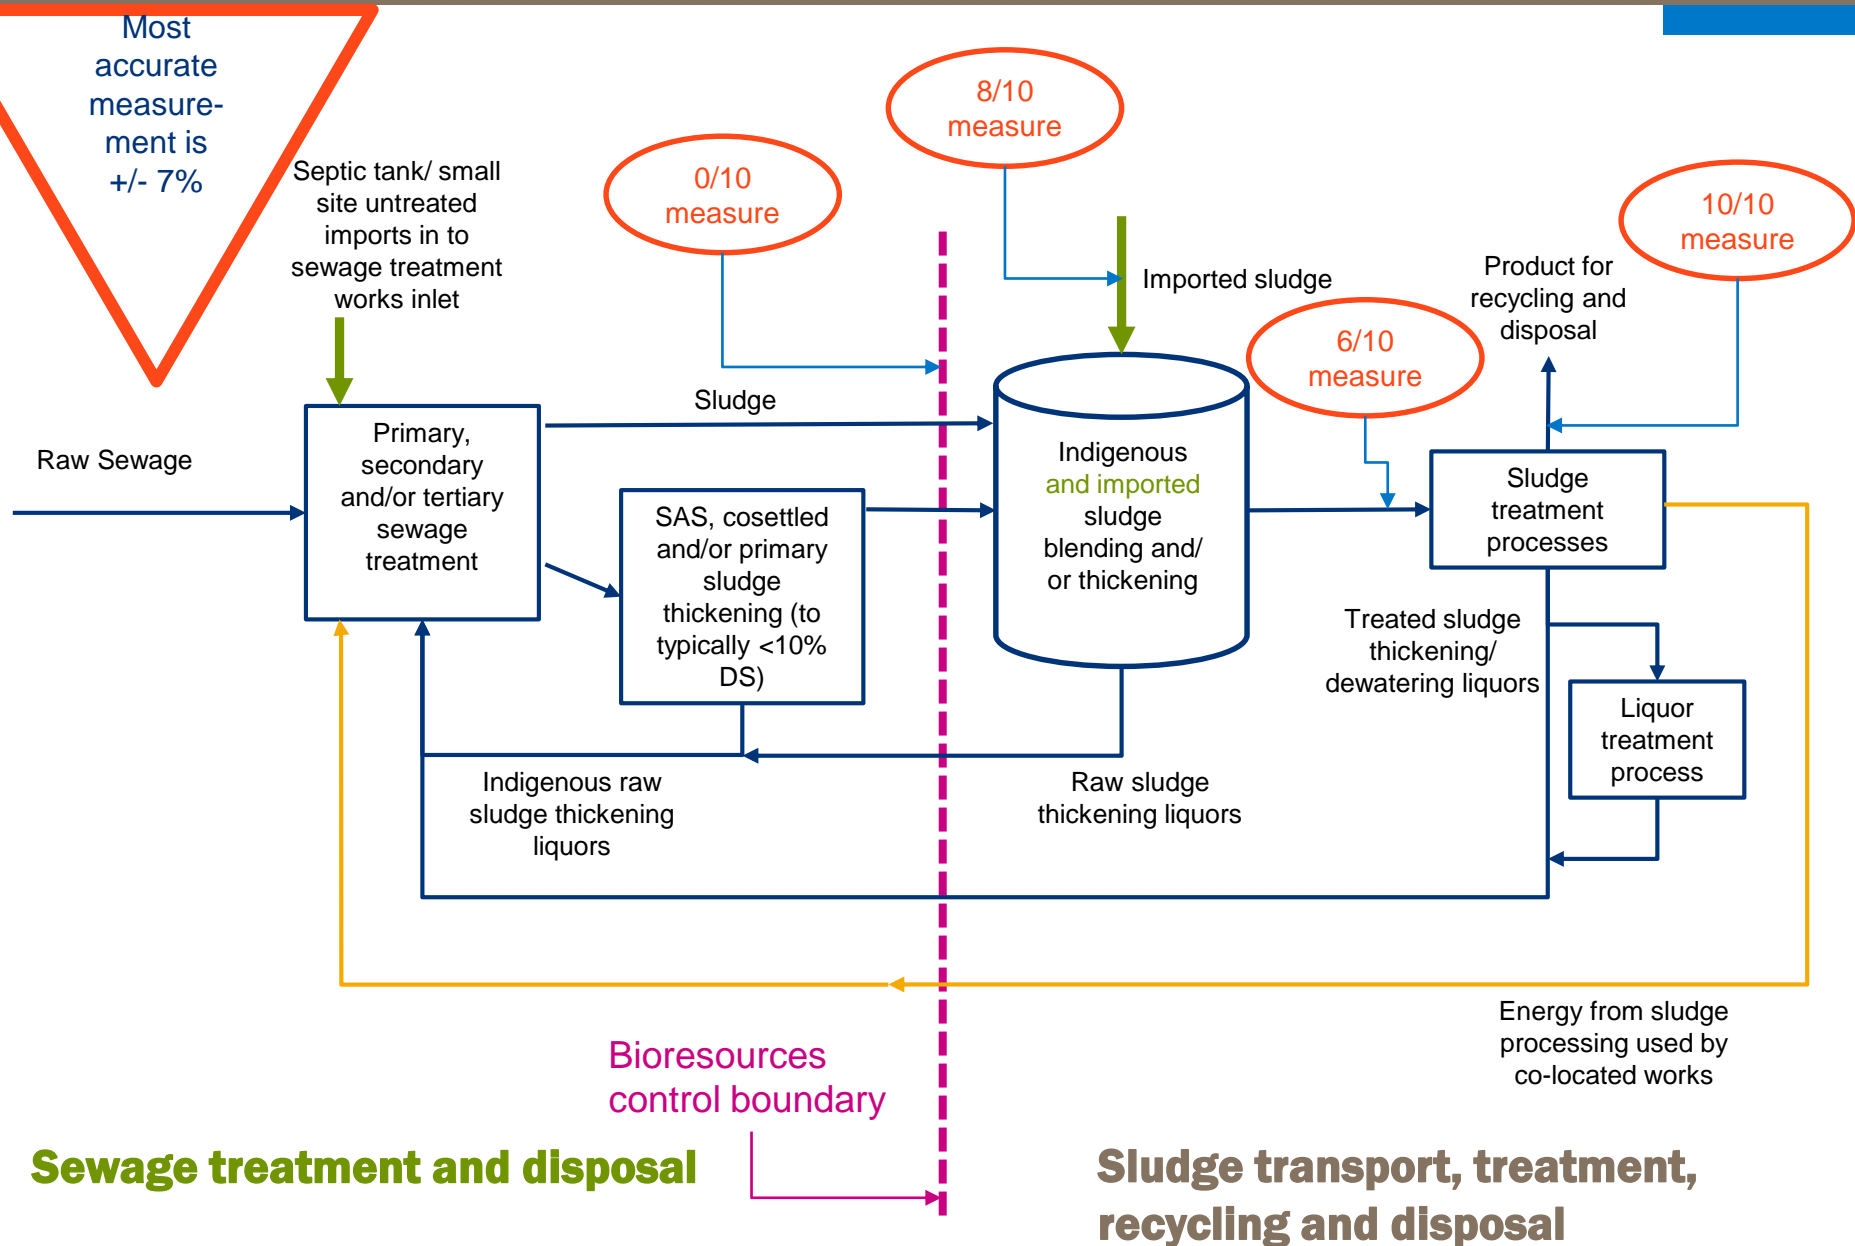 Most
accurate
measure-
ment is
+/- 7%
Septic tank/ small
site untreated
imports in to
sewage treatment
works inlet
0/10
measure
8/10
measure
10/10
measure
Imported sludge
Product for
recycling and
disposal
6/10
measure
Raw Sewage
Sludge
Primary,
secondary
and/or tertiary
sewage
treatment
SAS, cosettled
and/or primary
sludge
thickening (to
typically <10%
DS)
Indigenous
and imported
sludge
blending and/
or thickening
Sludge
treatment
processes
Treated sludge
thickening/
dewatering liquors
Liquor
treatment
process
Indigenous raw
sludge thickening
liquors
Raw sludge
thickening liquors
Energy from sludge
processing used by
co-located works
Bioresources
control boundary
Sewage treatment and disposal
Sludge transport, treatment,
recycling and disposal